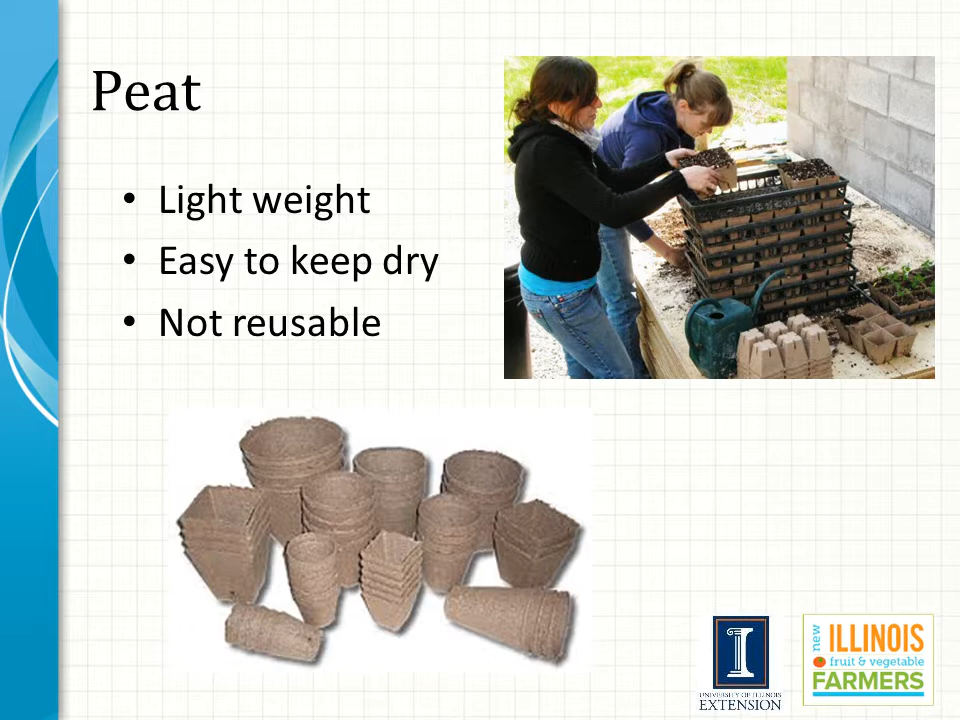 Peat
• Light weight
• Easy to keep dry
• Not reusable
I
UNIVERSITY OF ILLINOIS
EXTENSION
new
ILLINOIS
fruit & vegetable
FARMERS